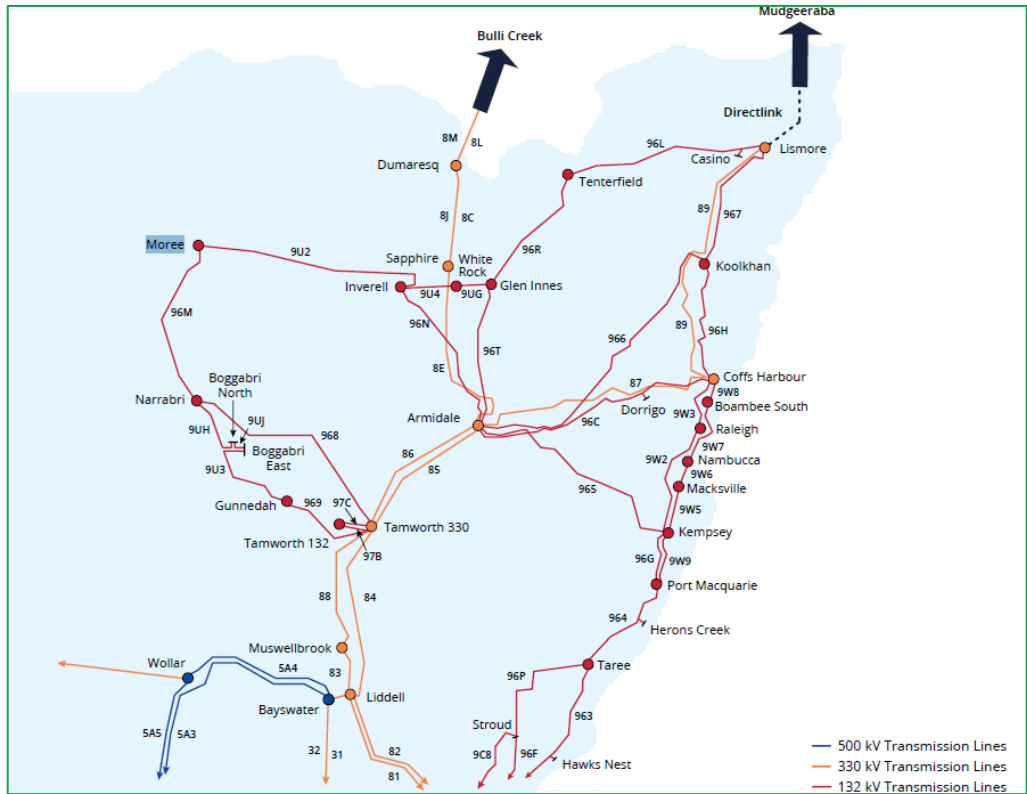 Mudgeeraba
Bulli Creek
Directlink
8M
8L
Dumaresq
96L
Casino
Lismore
Tenterfield
8J
8C
89
967
Moree
9U2
Sapphire
White
Rock
96R
Koolkhan
Inverell
9U4
9UG
Glen Innes
96M
96N
966
89
96H
96T
8E
Boggabri
North
87
Coffs Harbour
9W8
Narrabri
9UJ
Armidale
Dorrigo
Boambee South
9W3
96C
Raleigh
9UH
968
9W7
Boggabri
East
86
85
9W2
Nambucca
9U3
965
9W6
Macksville
Gunnedah
969
97C
9W5
Tamworth 330
Kempsey
Tamworth 132
97B
96G
9W9
Port Macquarie
88
84
964
Herons Creek
Muswellbrook
Wollar
5A4
83
Taree
96P
Bayswater
Liddell
963
5A5
5A3
Stroud
32
31
82
81
9C8
96F
Hawks Nest
500 kV Transmission Lines
330 kV Transmission Lines
132 kV Transmission Lines